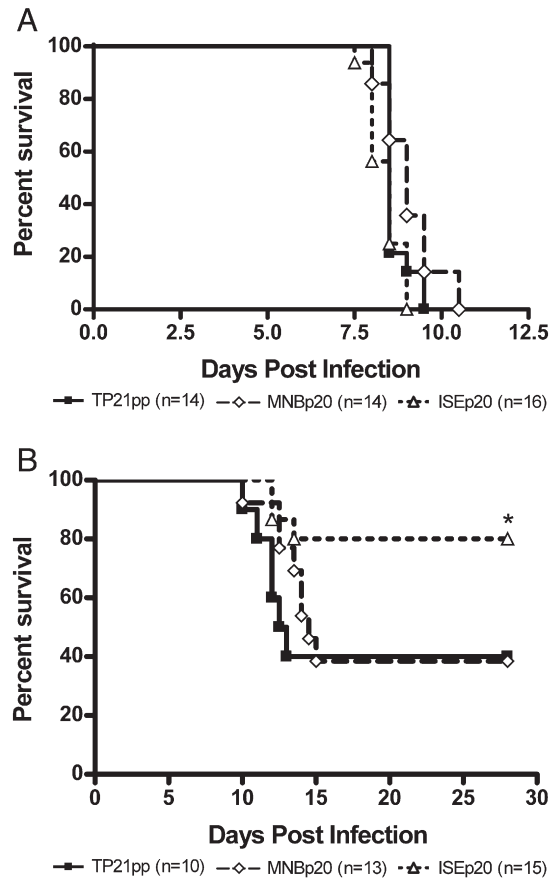 A
Percent survival
100
80
60
40
20
0
0.0 2.5 5.0 7.5 10.0 12.5
Days Post Infection
TP21pp (n=14) MNBp20 (n=14) ISEp20 (n=16)
B
Percent survival
100
80
60
40
20
0
*
0 5 10 15 20 25 30
Days Post Infection
TP21pp (n=10) MNBp20 (n=13) ISEp20 (n=15)